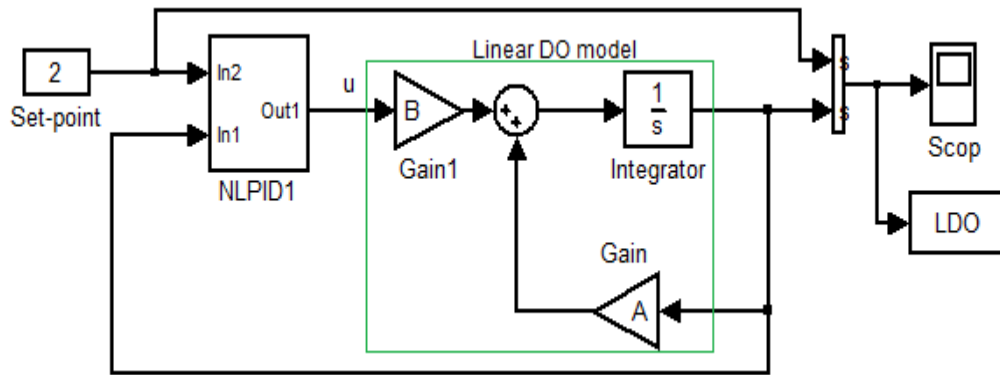 Linear DO model
2
Set-point
In2
In1
Out1
NLPID1
u
B
Gain1
+
+
1
s
Integrator
Gain
A
s
s
Scop
LDO